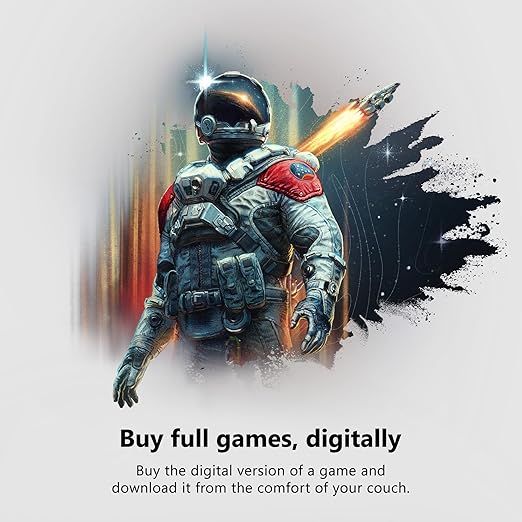 Buy full games, digitally
Buy the digital version of a game and
download it from the comfort of your couch.